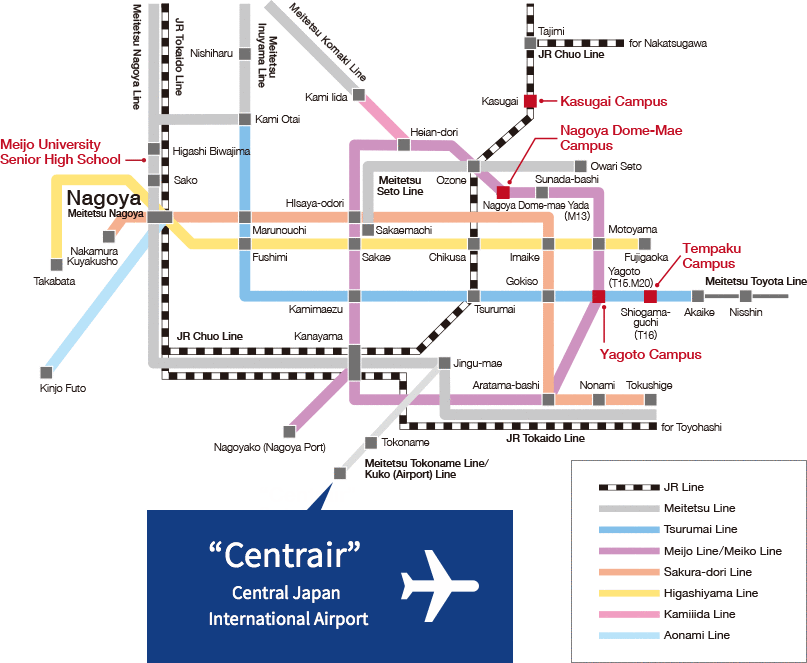 Meitetsu Nagoya Line
JR Tokaido Line
Nishiharu
Meitetsu
Inuyama Line
Meitetsu Komaki Line
Tajimi
for Nakatsugawa
JR Chuo Line
Kami Iida
Kasugai
Kasugai Campus
Kami Otai
Heian-dori
Nagoya Dome-Mae
Campus
Meijo University
Senior High School
Higashi Biwajima
Sako
Meitetsu
Seto Line
Ozone
Owari Seto
Sunada-bashi
Nagoya
Meitetsu Nagoya
HIsaya-odori
Nagoya Dome-mae Yada
(M13)
Nakamura
Kuyakusho
Marunouchi
Sakaemachi
Motoyama
Takabata
Fushimi
Sakae
Chikusa
Imaike
Fujigaoka
Tempaku
Campus
Gokiso
Yagoto
(T15.M20)
Meitetsu Toyota Line
Kamimaezu
Tsurumai
Shiogama-
guchi
(T16)
Akaike
Nisshin
JR Chuo Line
Kanayama
Yagoto Campus
Jingu-mae
Kinjo Futo
Aratama-bashi
Nonami
Tokushige
Nagoyako (Nagoya Port)
Tokoname
JR Tokaido Line
for Toyohashi
Meitetsu Tokoname Line/
Kuko (Airport) Line
“Centrair”
Central Japan
International Airport
JR Line
Meitetsu Line
Tsurumai Line
Meijo Line/Meiko Line
Sakura-dori Line
Higashiyama Line
Kamiiida Line
Aonami Line